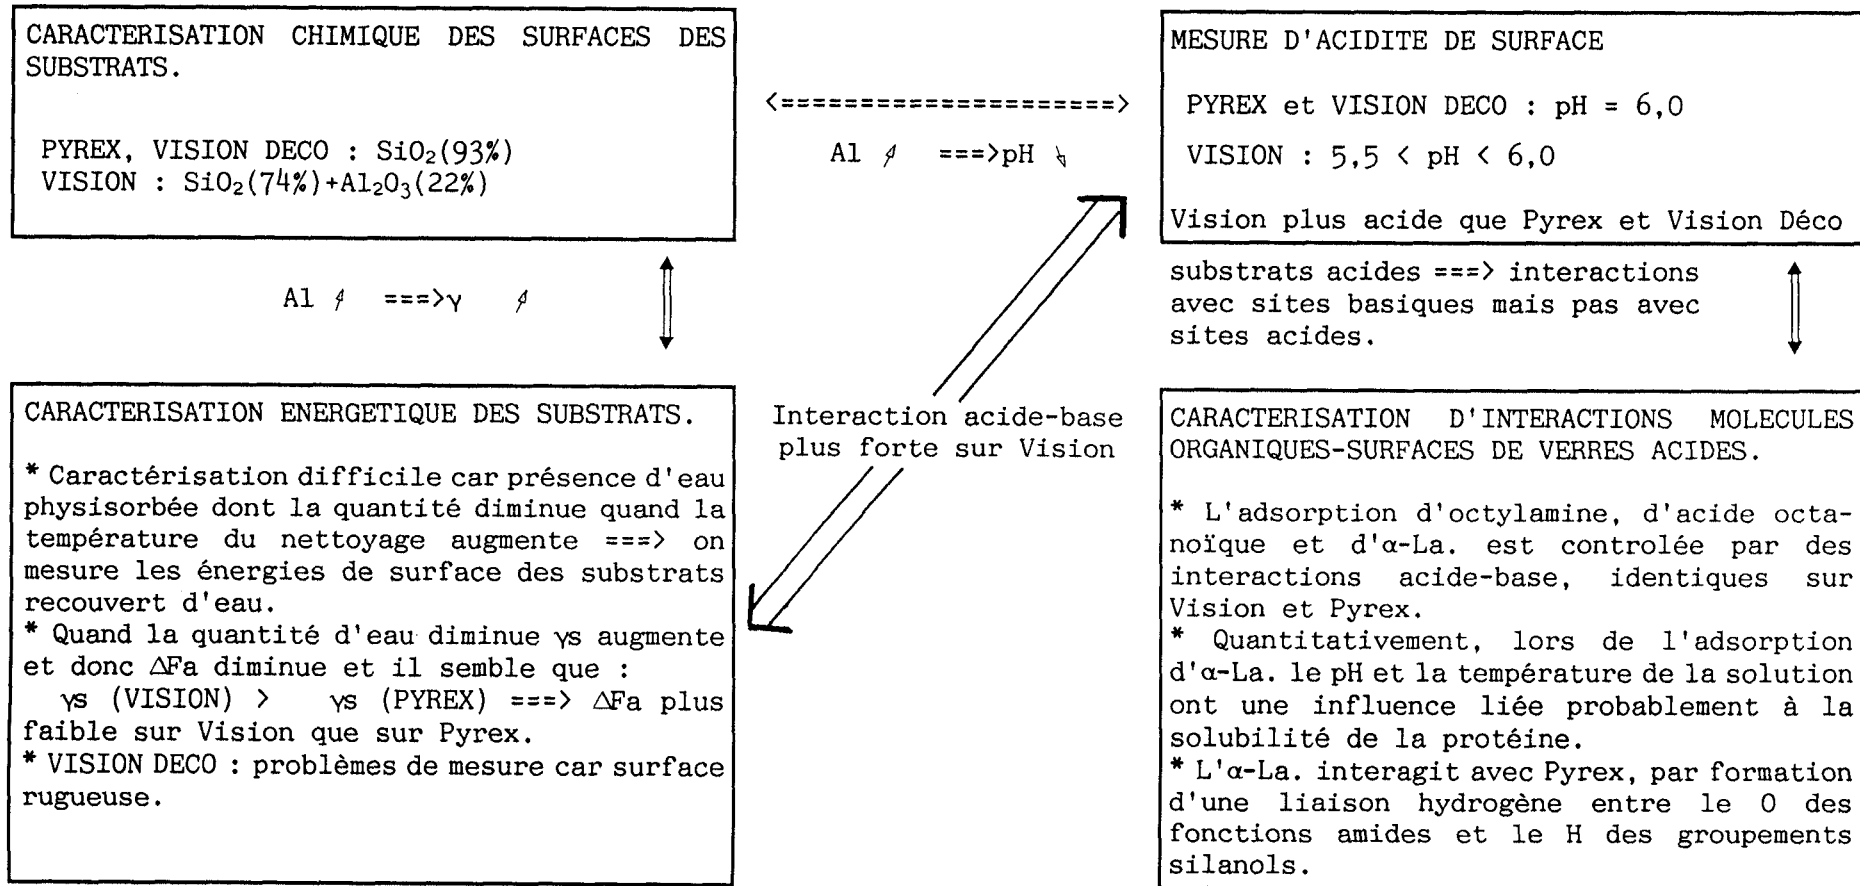 CARACTERISATION CHIMIQUE DES SURFACES DES
SUBSTRATS.
PYREX, VISION DECO : SiO₂(93%)
VISION : SiO₂(74%)+Al₂O₃(22%)
<=====================>
Al ↗ ===>pH ↘
MESURE D'ACIDITE DE SURFACE
PYREX et VISION DECO : pH = 6,0
VISION : 5,5 < pH < 6,0
Vision plus acide que Pyrex et Vision Déco
Al ↗ ===>γ ↗
substrats acides ===> interactions
avec sites basiques mais pas avec
sites acides.
CARACTERISATION ENERGETIQUE DES SUBSTRATS.
* Caractérisation difficile car présence d'eau
physisorbée dont la quantité diminue quand la
température du nettoyage augmente ===> on
mesure les énergies de surface des substrats
recouvert d'eau.
* Quand la quantité d'eau diminue γs augmente
et donc ΔFa diminue et il semble que :
γs (VISION) > γs (PYREX) ===> ΔFa plus
faible sur Vision que sur Pyrex.
* VISION DECO : problèmes de mesure car surface
rugueuse.
Interaction acide-base
plus forte sur Vision
CARACTERISATION D'INTERACTIONS MOLECULES
ORGANIQUES-SURFACES DE VERRES ACIDES.
* L'adsorption d'octylamine, d'acide octa-
noïque et d'α-La. est controlée par des
interactions acide-base, identiques sur
Vision et Pyrex.
* Quantitativement, lors de l'adsorption
d'α-La. le pH et la température de la solution
ont une influence liée probablement à la
solubilité de la protéine.
* L'α-La. interagit avec Pyrex, par formation
d'une liaison hydrogène entre le O des
fonctions amides et le H des groupements
silanols.